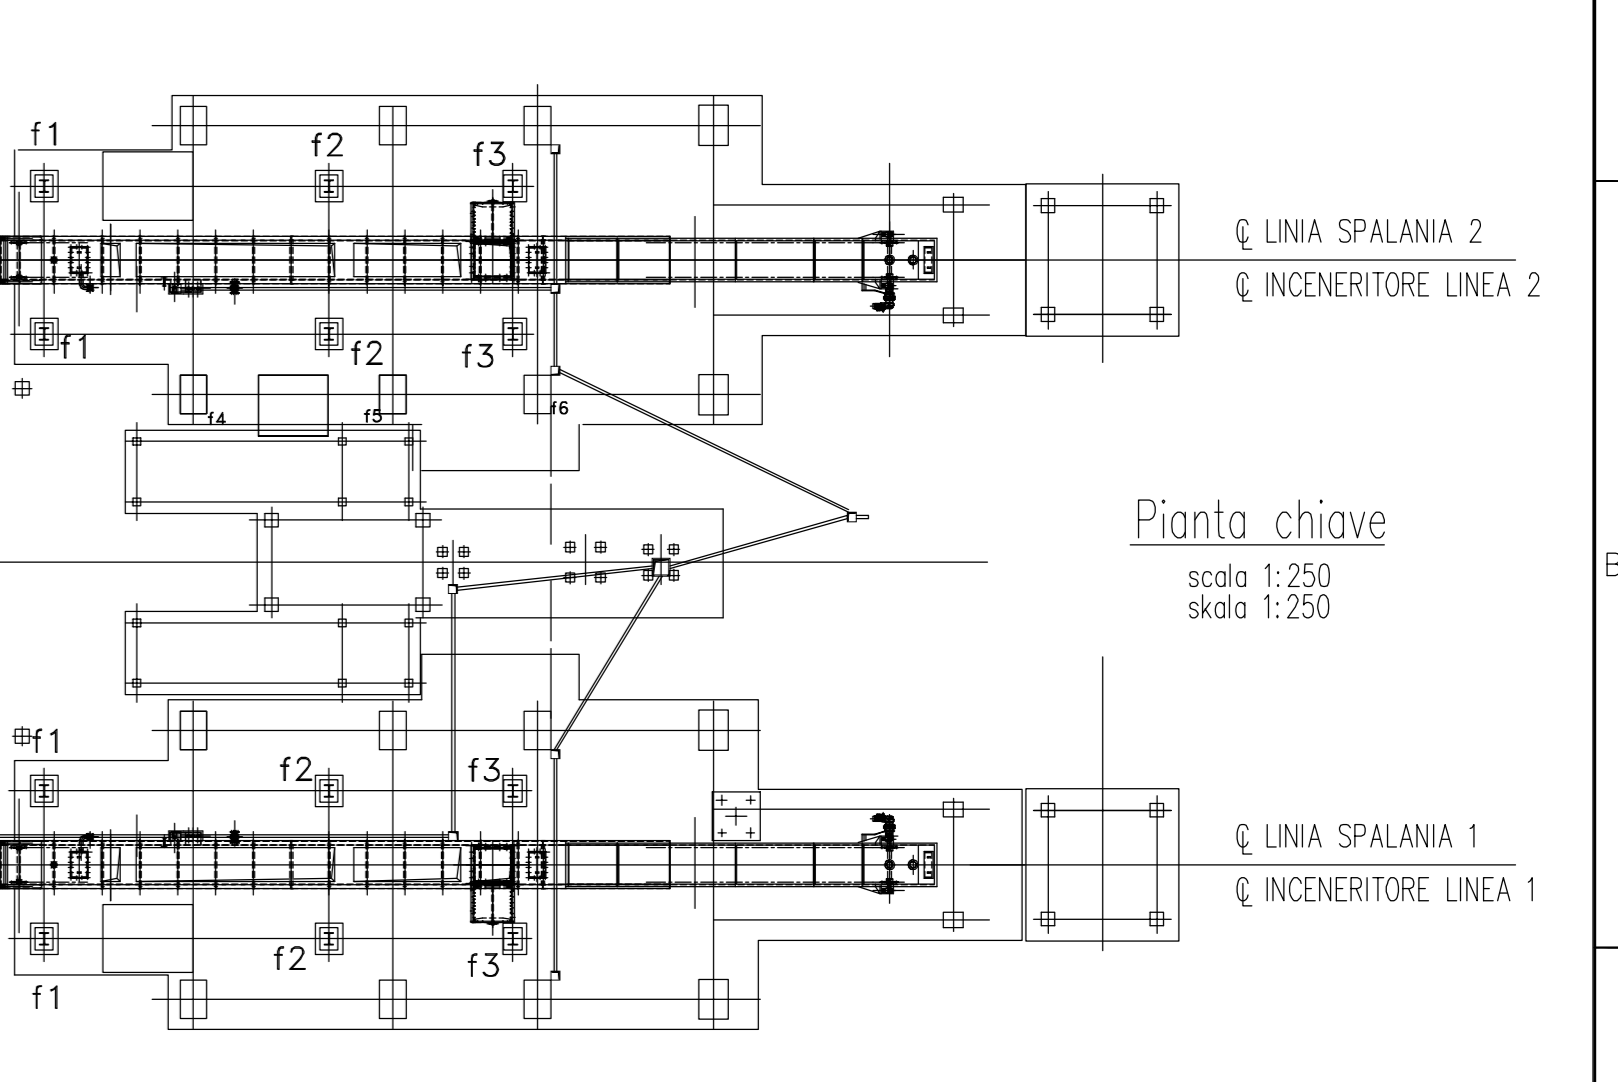 f1
f2
f3
℄ LINIA SPALANIA 2
℄ INCENERITORE LINEA 2
f1
f2
f3
f4
f5
f6
Pianta chiave
scala 1:250
skala 1:250
B
f1
f2
f3
℄ LINIA SPALANIA 1
℄ INCENERITORE LINEA 1
f2
f3
f1